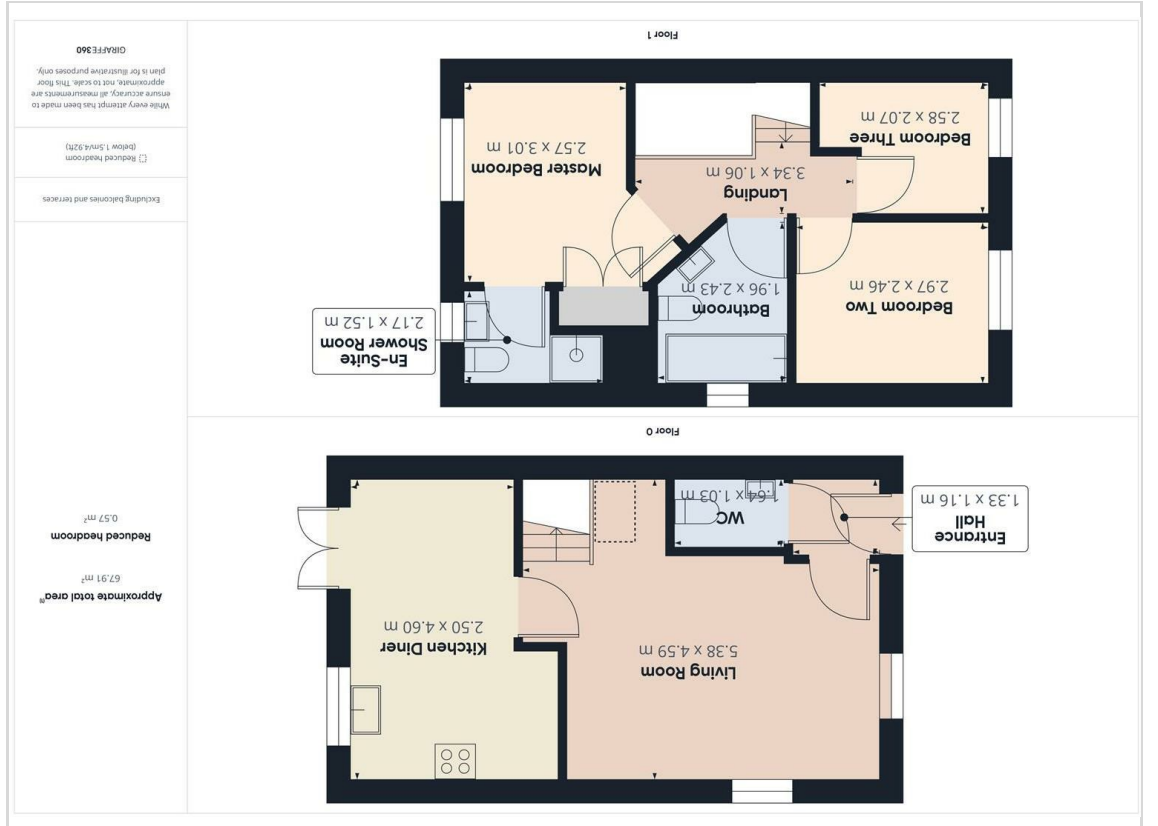 Living Room
5.38 x 4.59 m
Kitchen Diner
2.50 x 4.60 m
Entrance
Hall
1.33 x 1.16 m
WC
1.64 x 1.03 m
Floor 0
Bedroom Two
2.97 x 2.46 m
Bathroom
1.96 x 2.43 m
En-Suite
Shower Room
2.17 x 1.52 m
Landing
3.34 x 1.06 m
Bedroom Three
2.58 x 2.07 m
Master Bedroom
2.57 x 3.01 m
Floor 1
Approximate total area⁽¹⁾
67.91 m²
Reduced headroom
0.57 m²
Excluding balconies and terraces
Reduced headroom
(below 1.5m/4.92ft)
While every attempt has been made to
ensure accuracy, all measurements are
approximate, not to scale. This floor
plan is for illustrative purposes only.
GIRAFFE360